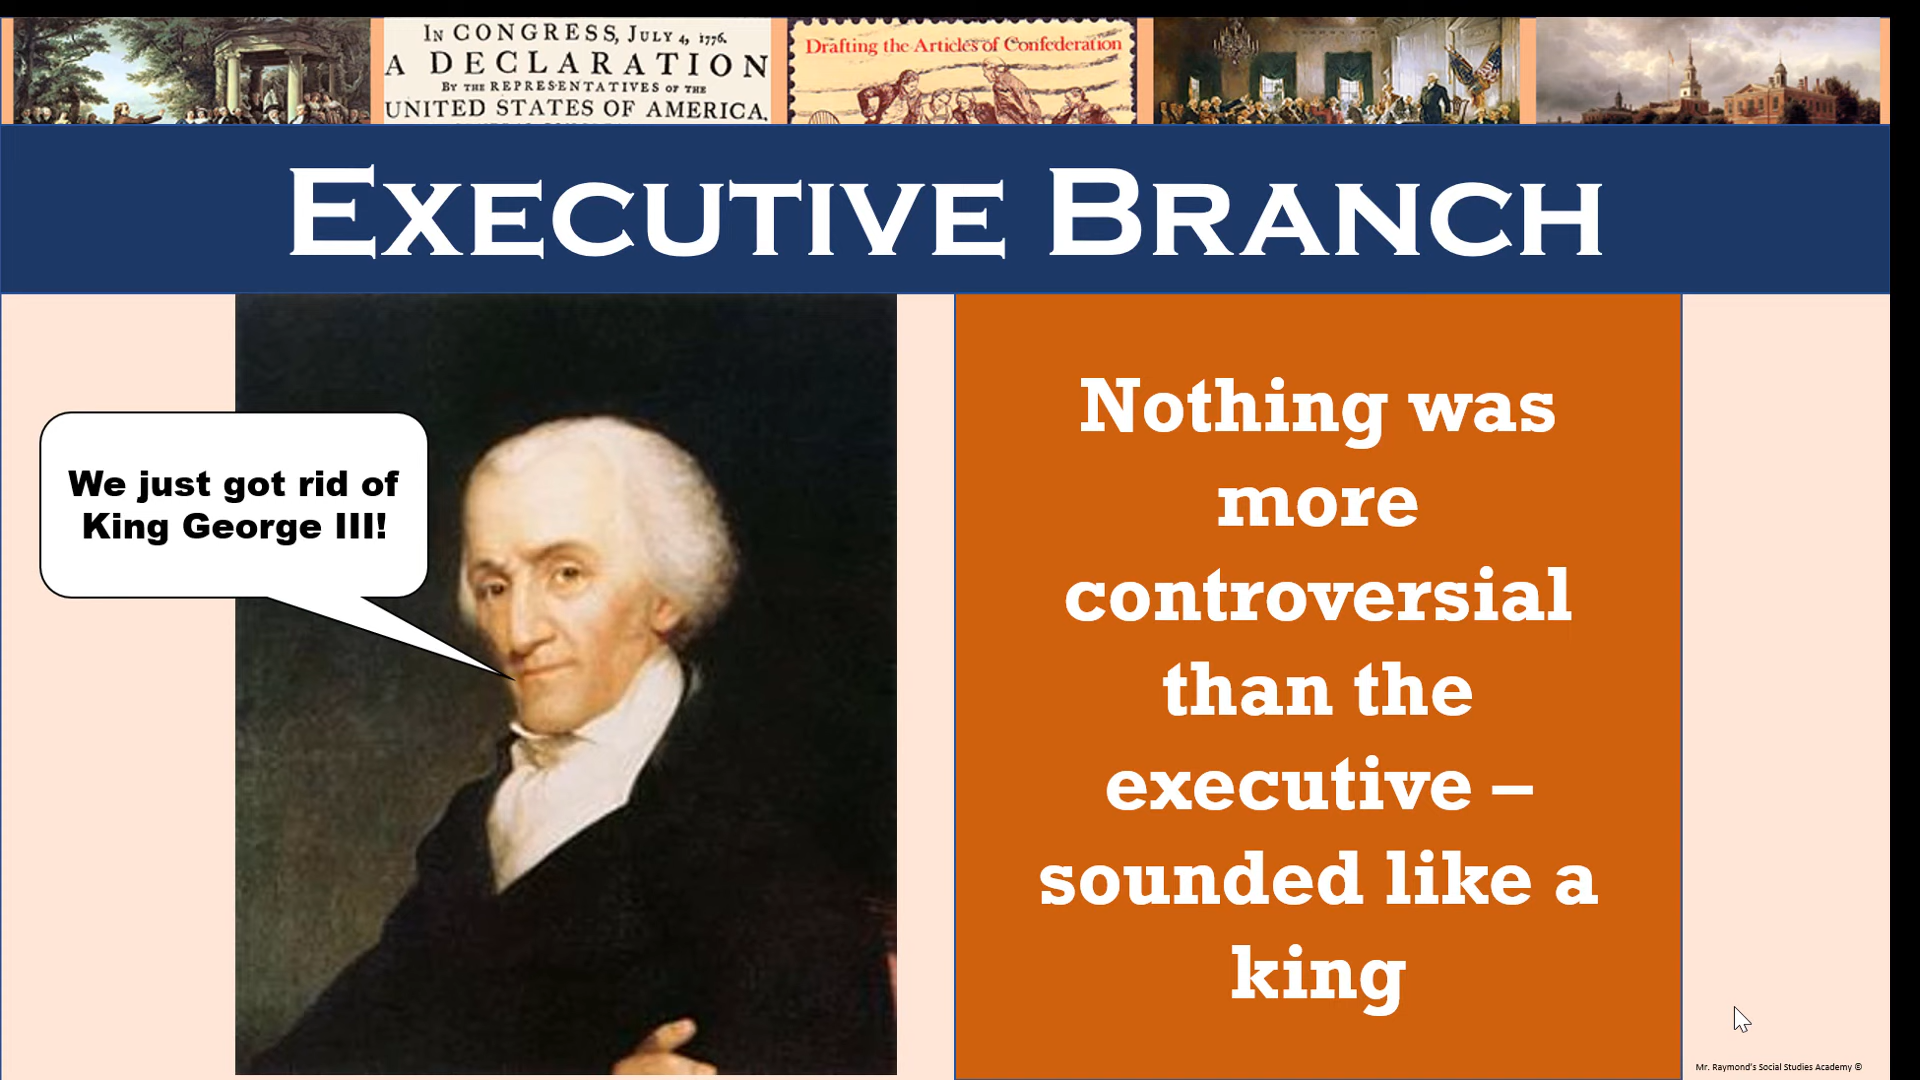 IN CONGRESS, JULY 4, 1776.
A DECLARATION
BY THE REPRESENTATIVES OF THE
UNITED STATES OF AMERICA,
Drafting the Articles of Confederation
EXECUTIVE BRANCH
We just got rid of
King George III!
Nothing was
more
controversial
than the
executive –
sounded like a
king
Mr. Raymond's Social Studies Academy ©